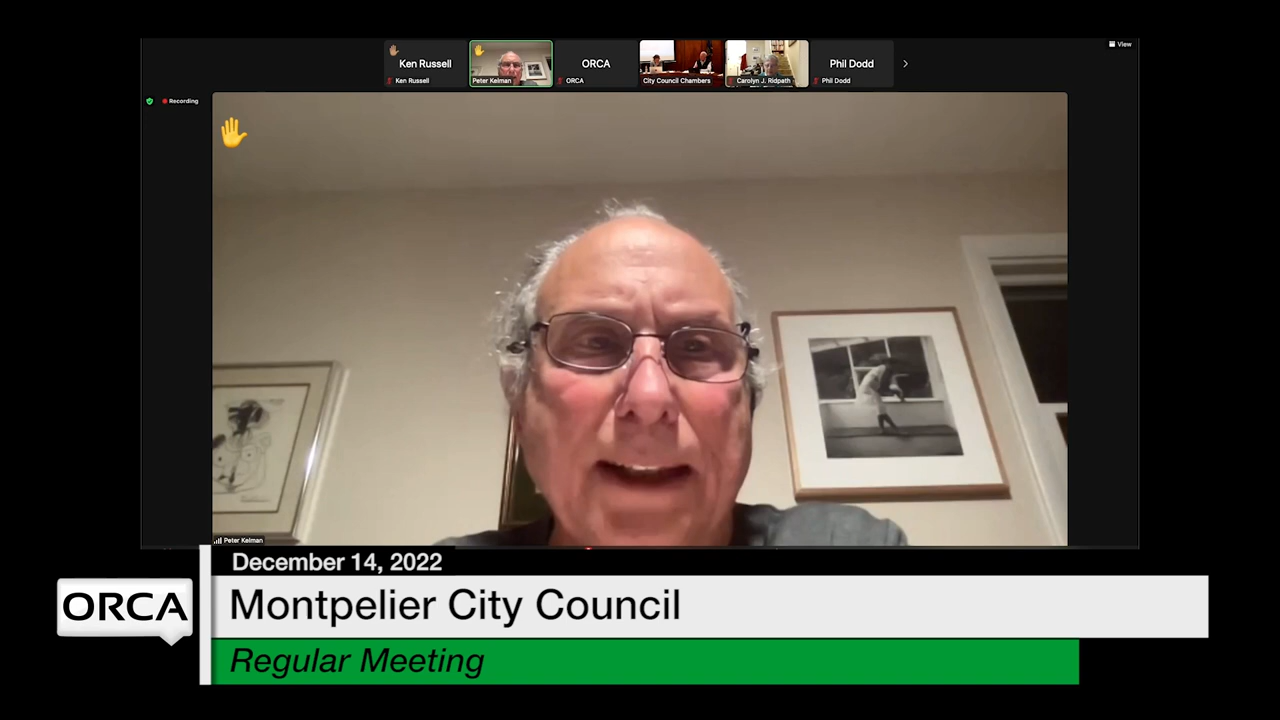 View
Ken Russell
Ken Russell
Peter Kelman
ORCA
ORCA
City Council Chambers
Carolyn J. Ridpath
Phil Dodd
Phil Dodd
Recording
Peter Kelman
December 14, 2022
ORCA
Montpelier City Council
Regular Meeting